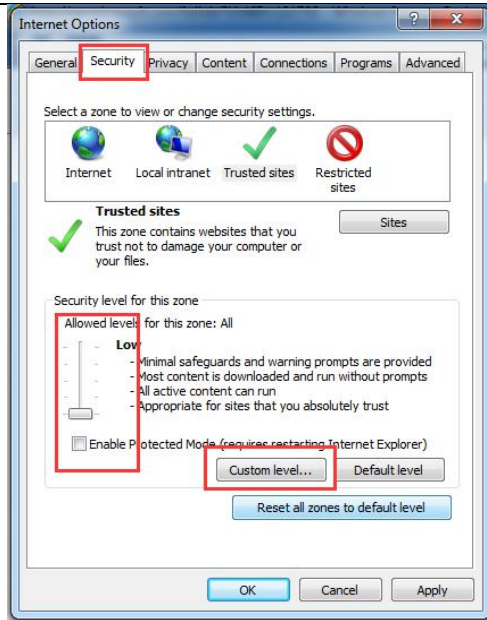 Internet Options
General Security Privacy Content Connections Programs Advanced
Select a zone to view or change security settings.
Internet Local intranet Trusted sites Restricted
sites
Trusted sites
Sites
This zone contains websites that you
trust not to damage your computer or
your files.
Security level for this zone
Allowed levels for this zone: All
Low
- Minimal safeguards and warning prompts are provided
- Most content is downloaded and run without prompts
- All active content can run
- Appropriate for sites that you absolutely trust
Enable Protected Mode (requires restarting Internet Explorer)
Custom level... Default level
Reset all zones to default level
OK Cancel Apply